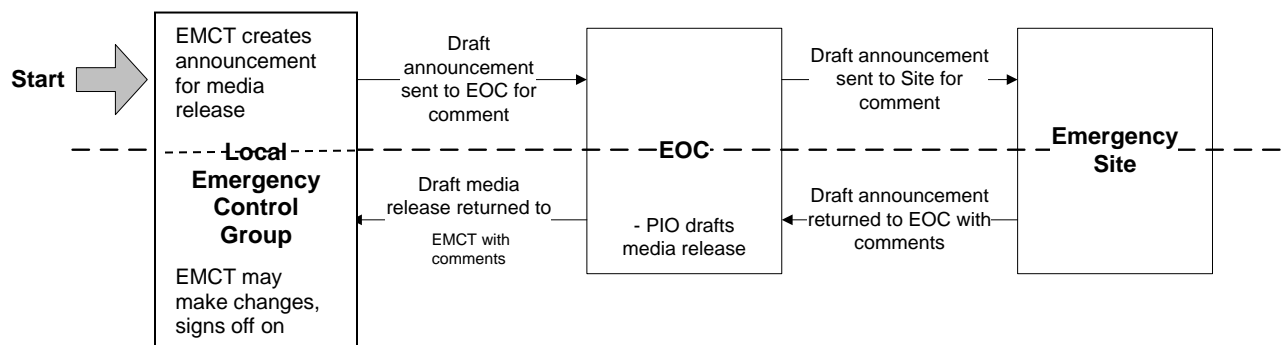 Start
EMCT creates
announcement
for media
release
Draft
announcement
sent to EOC for
comment
Draft announcement
sent to Site for
comment
Local
Emergency
Control
Group
EOC
Emergency
Site
Draft media
release returned to
EMCT with
comments
- PIO drafts
media release
Draft announcement
returned to EOC with
comments
EMCT may
make changes,
signs off on